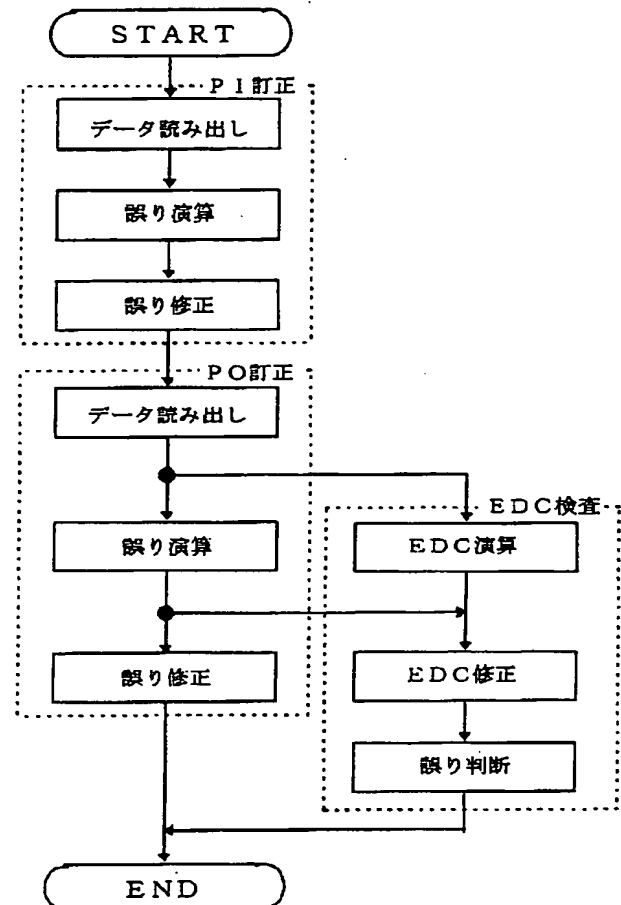 START
PI訂正
データ読み出し
誤り演算
誤り修正
PO訂正
データ読み出し
誤り演算
誤り修正
EDC検査
EDC演算
EDC修正
誤り判断
END